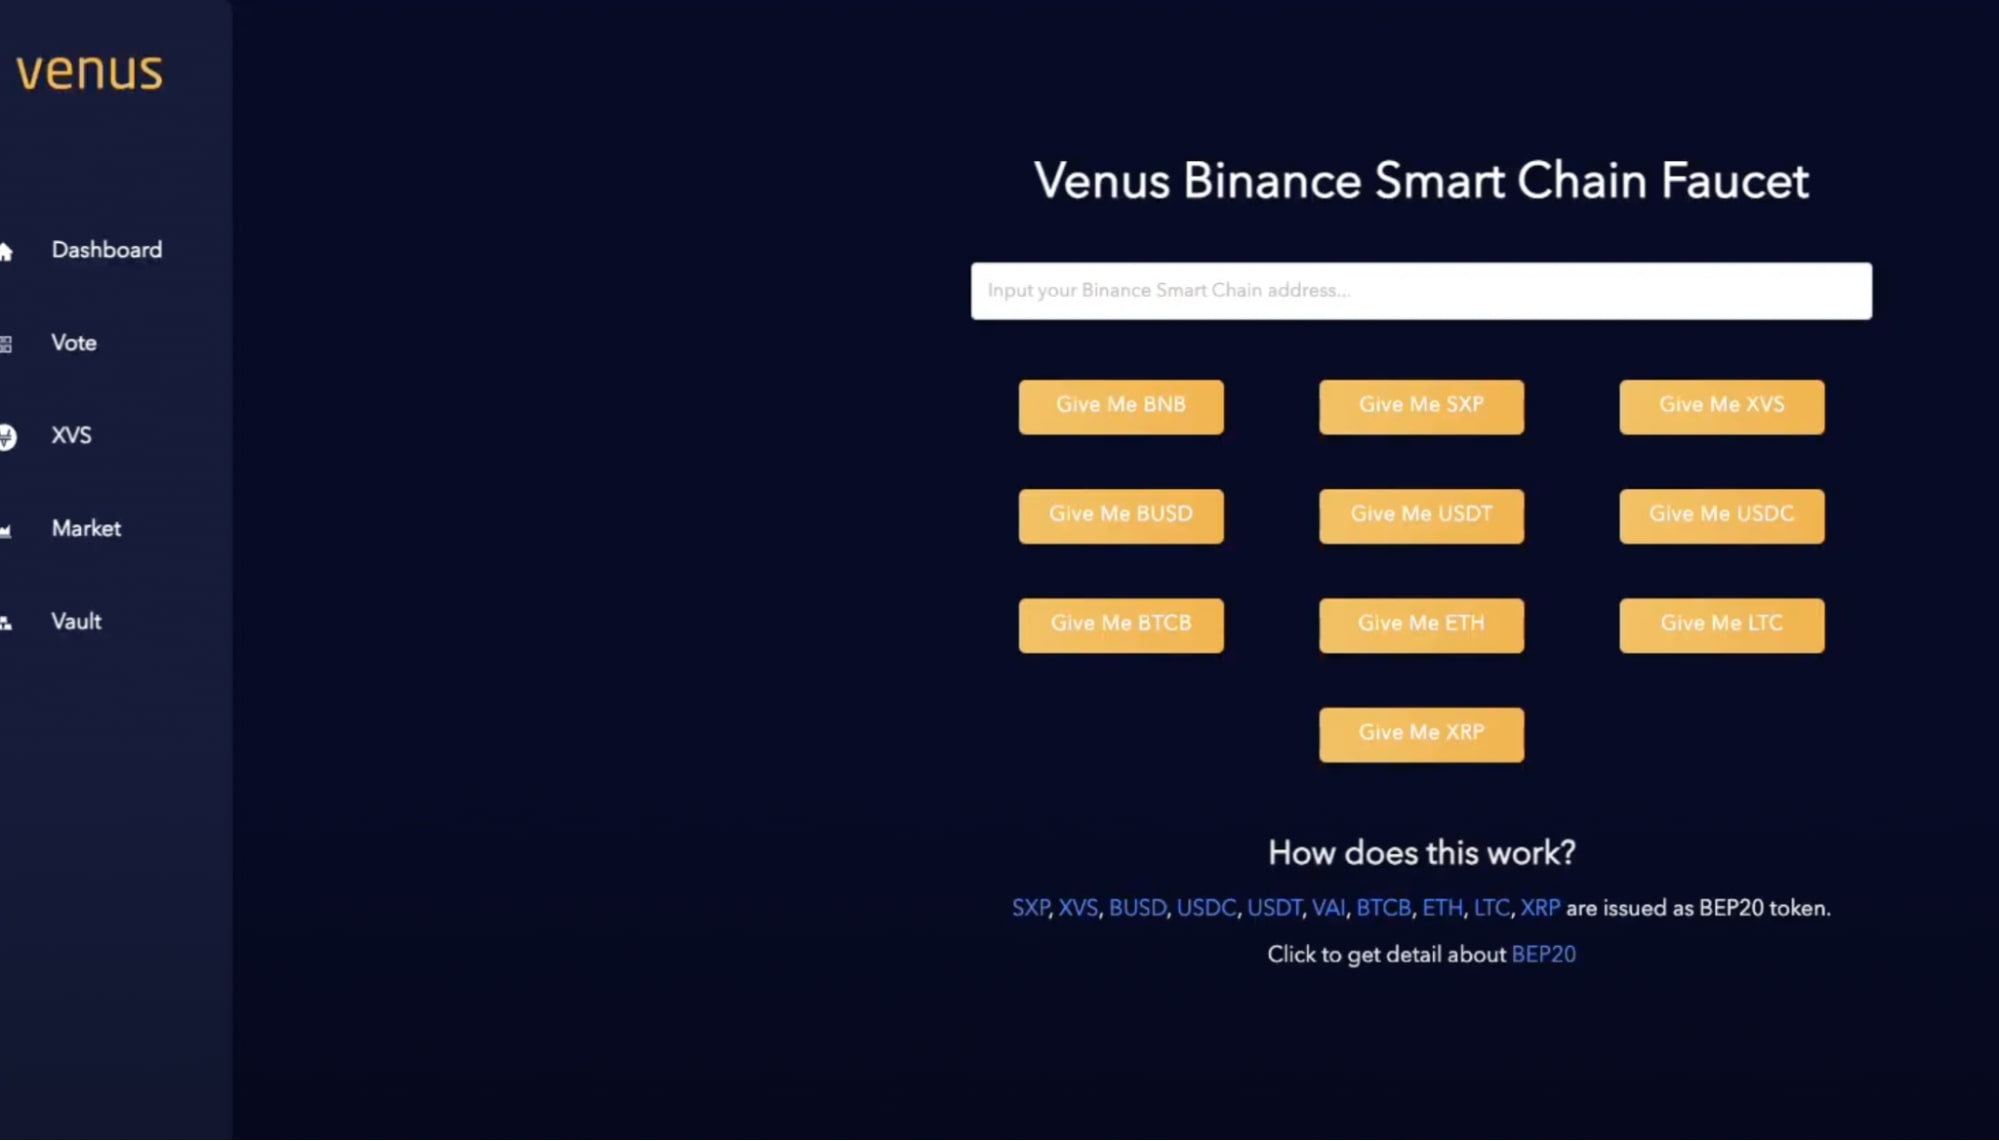 venus
Dashboard
Vote
XVS
Market
Vault
Venus Binance Smart Chain Faucet
Input your Binance Smart Chain address...
Give Me BNB
Give Me SXP
Give Me XVS
Give Me BUSD
Give Me USDT
Give Me USDC
Give Me BTCB
Give Me ETH
Give Me LTC
Give Me XRP
How does this work?
SXP, XVS, BUSD, USDC, USDT, VAI, BTCB, ETH, LTC, XRP are issued as BEP20 token.
Click to get detail about BEP20